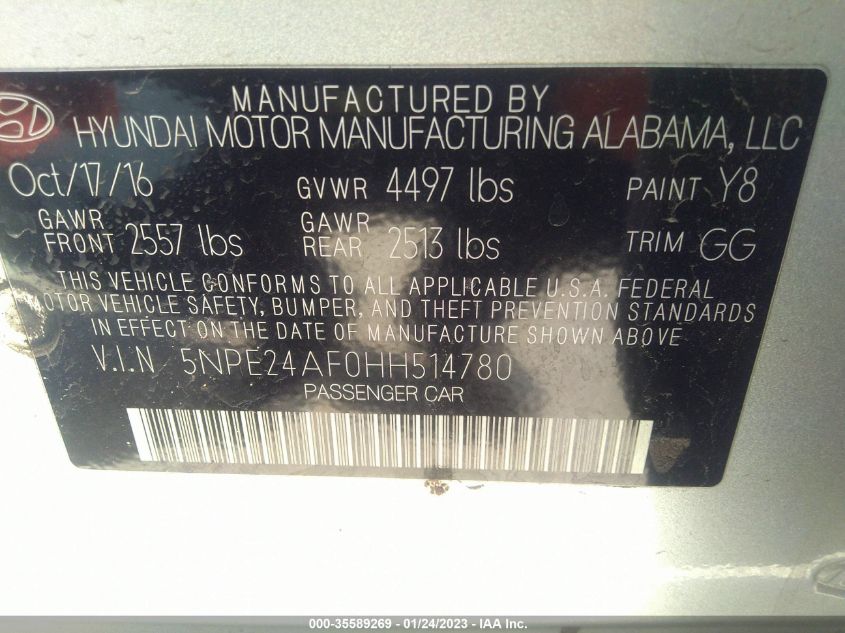 MANUFACTURED BY
HYUNDAI MOTOR MANUFACTURING ALABAMA, LLC
Oct/17/16 GVWR 4497 lbs PAINT Y8
GAWR FRONT 2557 lbs GAWR REAR 2513 lbs TRIM GG
THIS VEHICLE CONFORMS TO ALL APPLICABLE U.S.A. FEDERAL
MOTOR VEHICLE SAFETY, BUMPER, AND THEFT PREVENTION STANDARDS
IN EFFECT ON THE DATE OF MANUFACTURE SHOWN ABOVE
V.I.N 5NPE24AF0HH514780
PASSENGER CAR
000-35589269 - 01/24/2023 - IAA Inc.